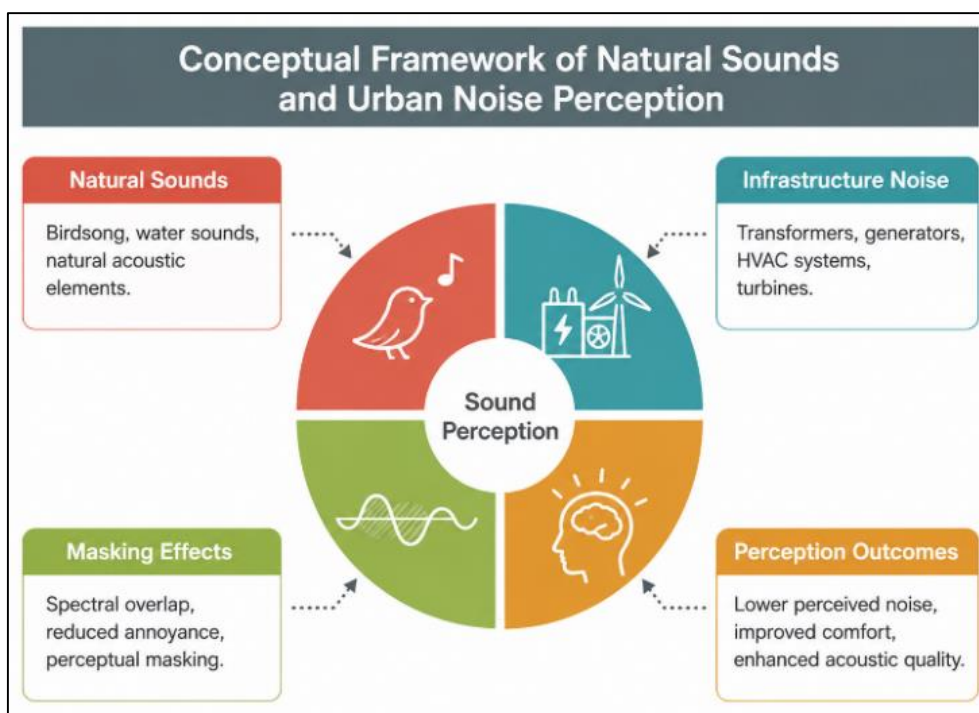 Conceptual Framework of Natural Sounds
and Urban Noise Perception
Natural Sounds
Birdsong, water sounds,
natural acoustic
elements.
Infrastructure Noise
Transformers, generators,
HVAC systems,
turbines.
Sound
Perception
Masking Effects
Spectral overlap,
reduced annoyance,
perceptual masking.
Perception Outcomes
Lower perceived noise,
improved comfort,
enhanced acoustic quality.